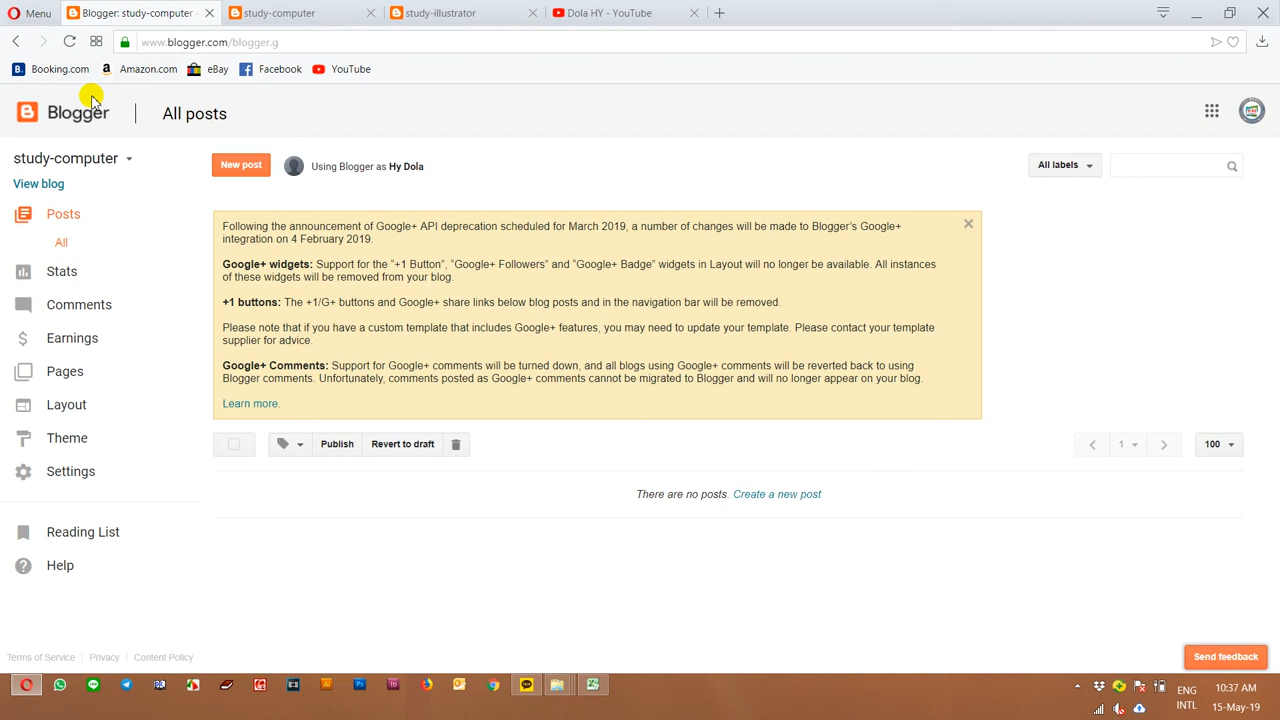 Menu
Blogger: study-computer
study-computer
study-illustrator
Dola HY - YouTube
www.blogger.com/blogger.g
Booking.com
Amazon.com
eBay
Facebook
YouTube
Blogger
All posts
study-computer
View blog
Posts
All
Stats
Comments
Earnings
Pages
Layout
Theme
Settings
Reading List
Help
New post
Using Blogger as Hy Dola
All labels
Following the announcement of Google+ API deprecation scheduled for March 2019, a number of changes will be made to Blogger's Google+
integration on 4 February 2019.
Google+ widgets: Support for the “+1 Button”, “Google+ Followers” and “Google+ Badge” widgets in Layout will no longer be available. All instances
of these widgets will be removed from your blog.
+1 buttons: The +1/G+ buttons and Google+ share links below blog posts and in the navigation bar will be removed.
Please note that if you have a custom template that includes Google+ features, you may need to update your template. Please contact your template
supplier for advice.
Google+ Comments: Support for Google+ comments will be turned down, and all blogs using Google+ comments will be reverted back to using
Blogger comments. Unfortunately, comments posted as Google+ comments cannot be migrated to Blogger and will no longer appear on your blog.
Learn more.
Publish
Revert to draft
1
100
There are no posts. Create a new post
Terms of Service
Privacy
Content Policy
Send feedback
ENG
INTL
10:37 AM
15-May-19